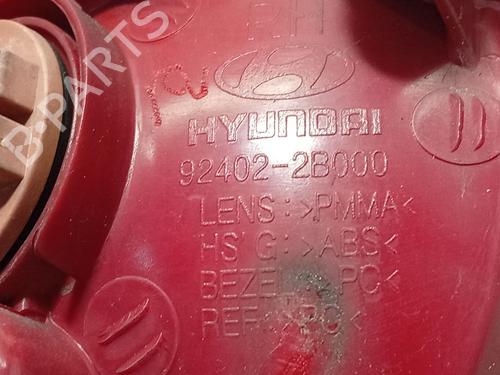 RH
HYUNDAI
92402-2B000
LENS:>PMMA<
HS'G:>ABS<
BEZEL:>PC<
REF:>PC<
B-PARTS